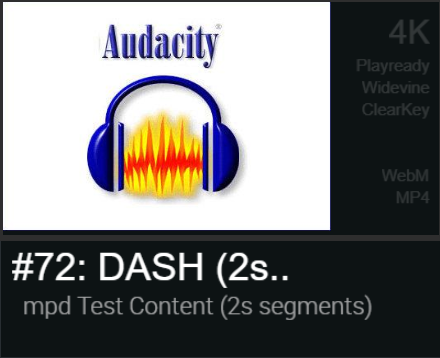 Audacity®
4K
Playready
Widevine
ClearKey
WebM
MP4
#72: DASH (2s..
mpd Test Content (2s segments)